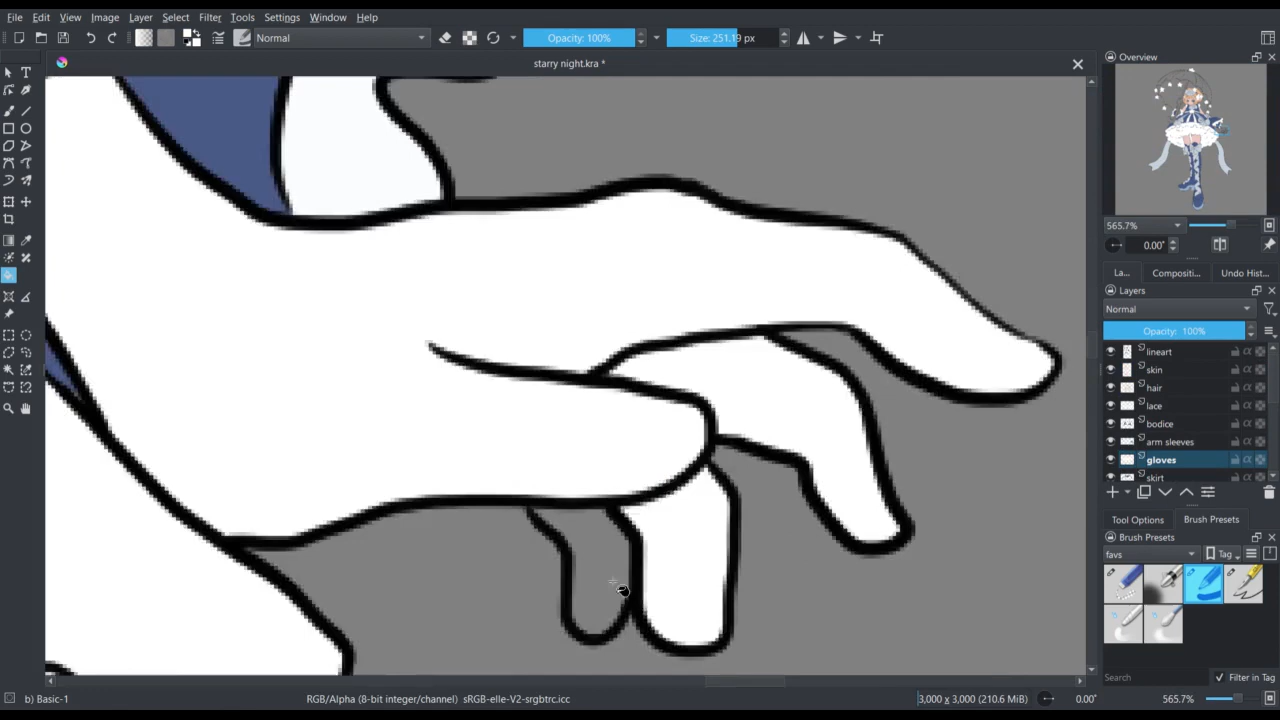 File Edit View Image Layer Select Filter Tools Settings Window Help
Normal Opacity: 100% Size: 251.19 px
starry night.kra *
Overview
565.7%
0.00°
La... Compositi... Undo Hist...
Layers
Normal
Opacity: 100%
lineart
skin
hair
lace
bodice
arm sleeves
gloves
skirt
Tool Options Brush Presets
Brush Presets
favs Tag
Search Filter in Tag
b) Basic-1 RGB/Alpha (8-bit integer/channel) sRGB-elle-V2-srgbtrc.icc 3,000 x 3,000 (210.6 MiB) 0.00° 565.7%